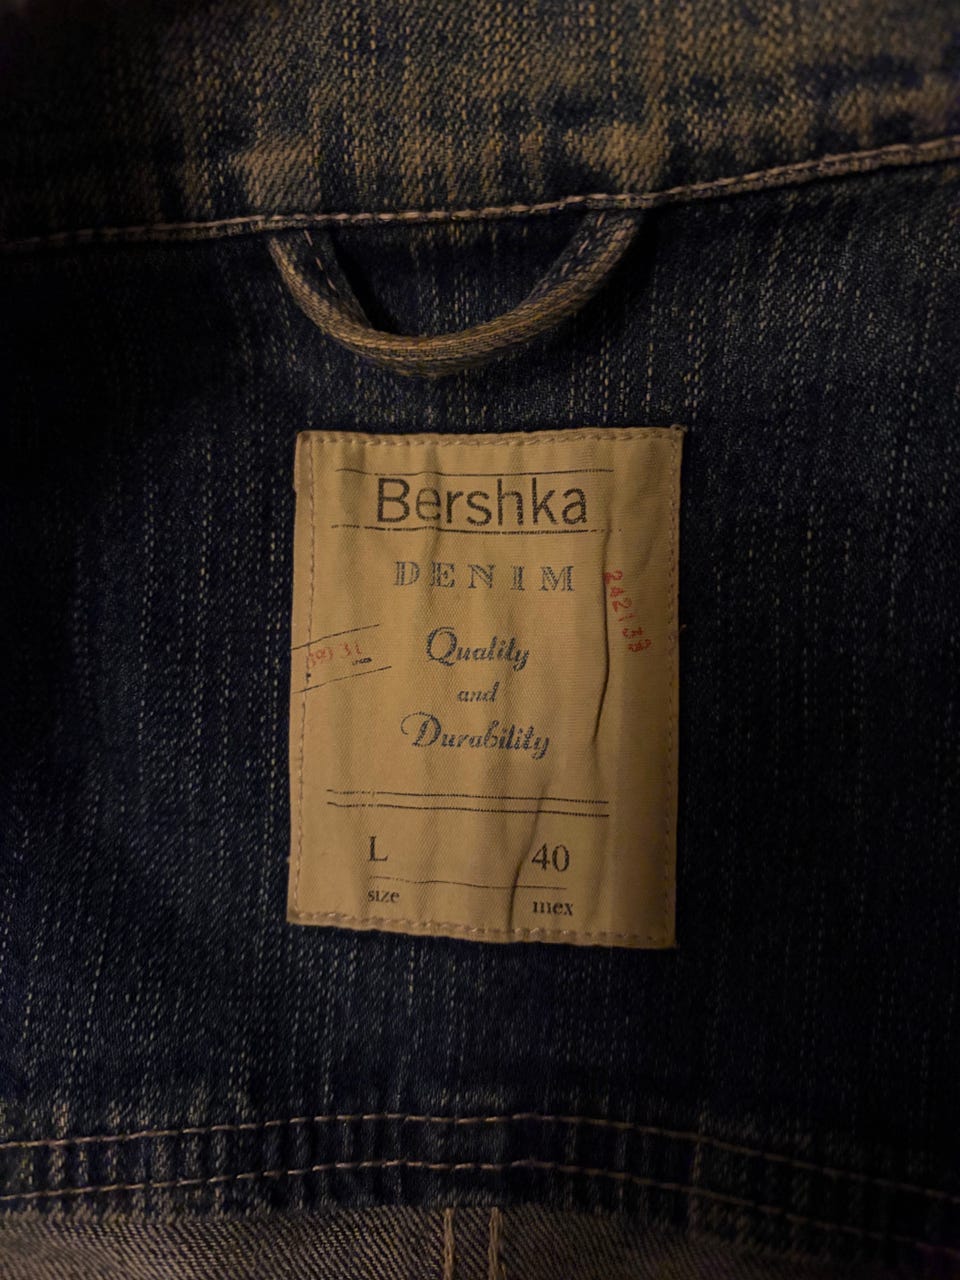 Bershka
DENIM
Quality
and
Durability
L 40
size mex